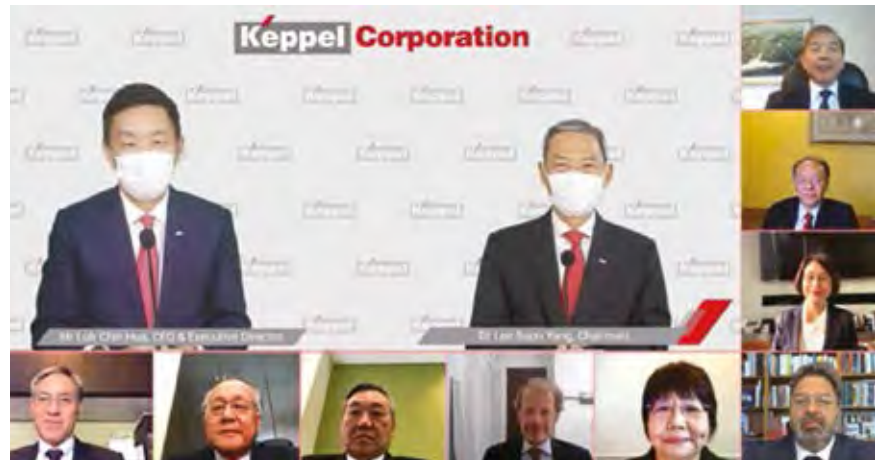 Keppel Corporation
Mr Loh Chin Hua, CEO & Executive Director
Dr Lee Boon Yang, Chairman